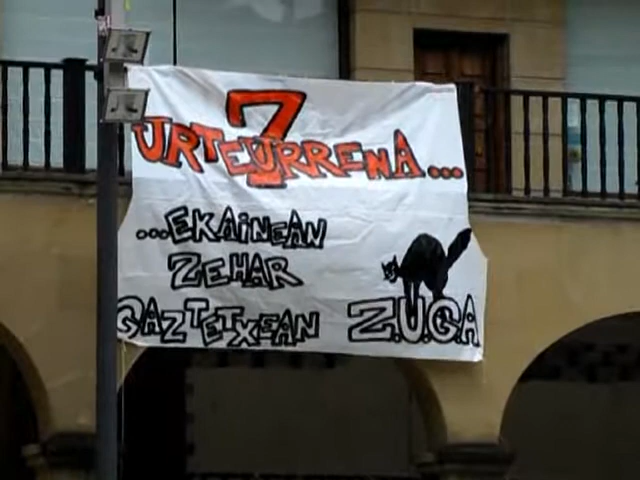 7
URTEURRENA...
...EKAINEAN
ZEHAR
GAZTETXEAN
Z.U.G.A